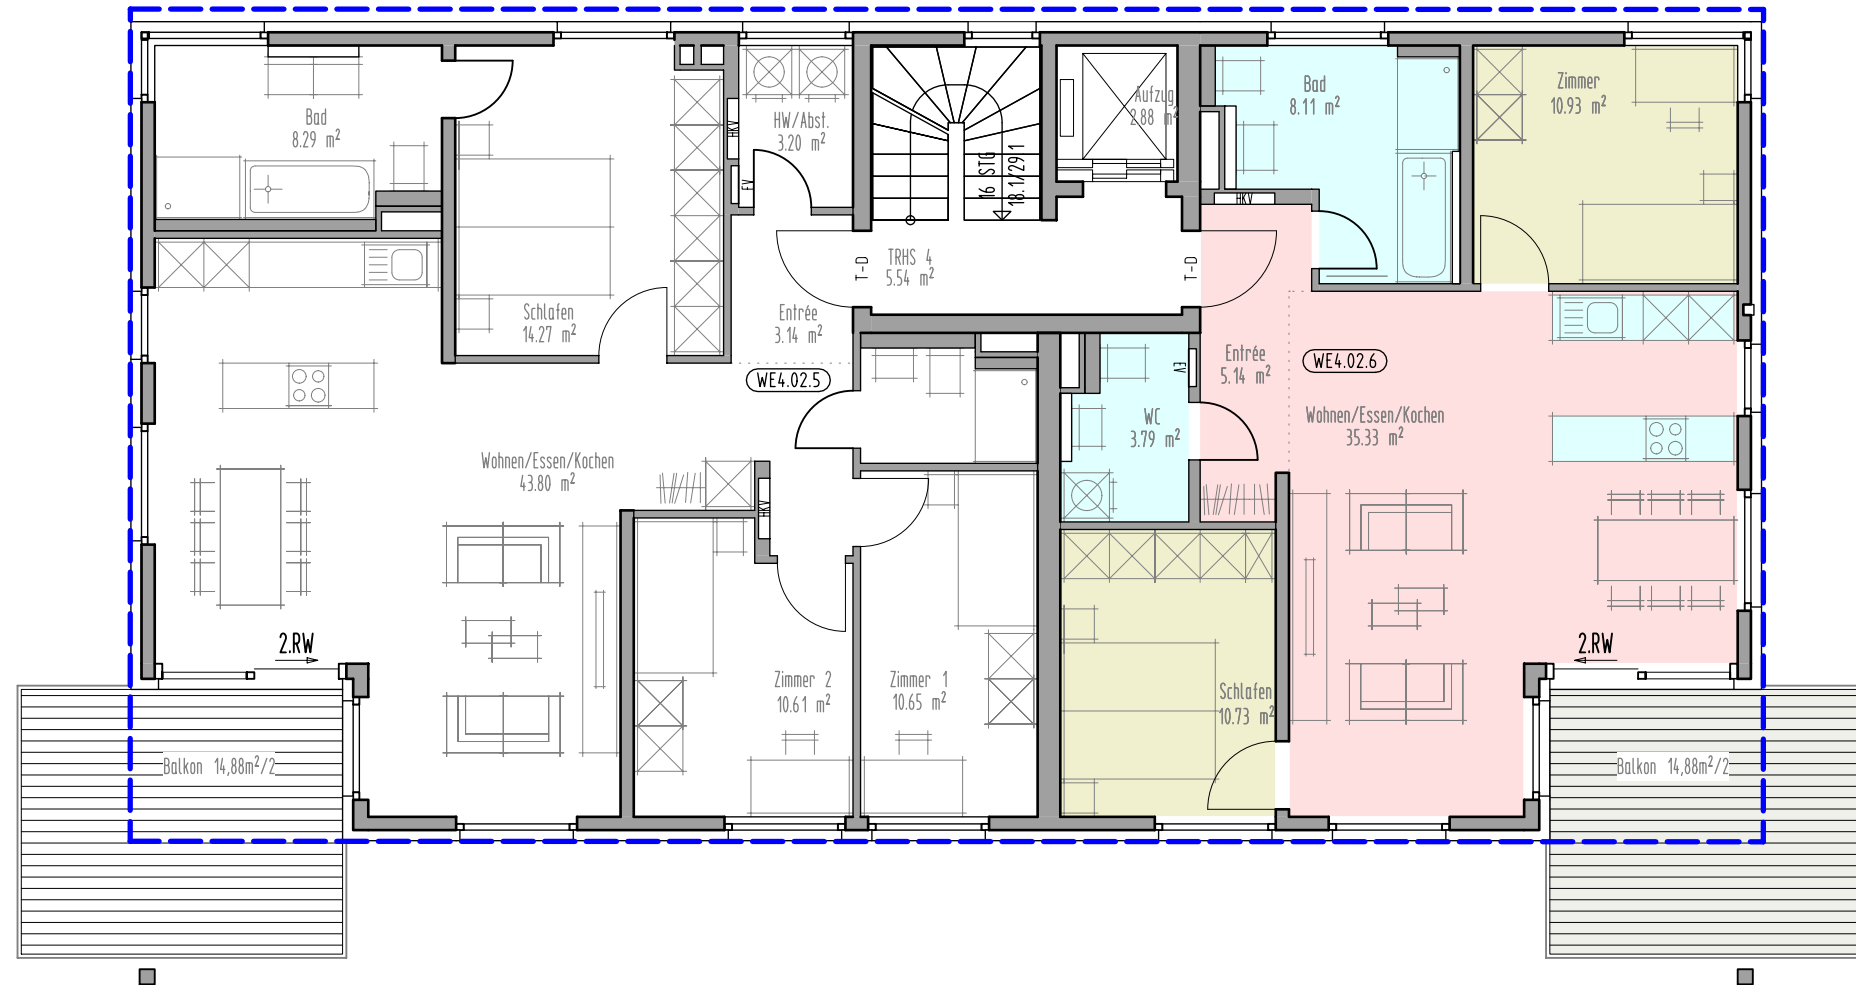 Bad
8.29 m²
HW/Abst.
3.20 m²
HKV
EV
16 STG
18.1/29.1
Aufzug
2.88 m²
Bad
8.11 m²
Zimmer
10.93 m²
HKV
TRHS 4
5.54 m²
T-D
T-D
Schlafen
14.27 m²
Entrée
3.14 m²
WE4.02.5
Entrée
5.14 m²
WE4.02.6
EV
WC
3.79 m²
Wohnen/Essen/Kochen
35.33 m²
Wohnen/Essen/Kochen
43.80 m²
HKV
2.RW
2.RW
Zimmer 2
10.61 m²
Zimmer 1
10.65 m²
Schlafen
10.73 m²
Balkon 14,88m²/2
Balkon 14,88m²/2